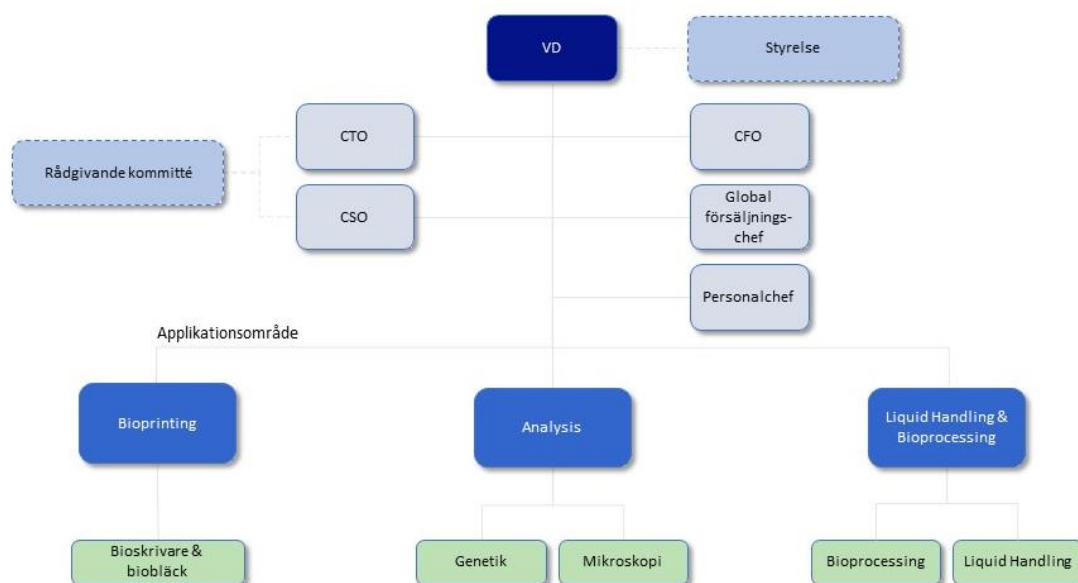 VD
Styrelse
CTO
CFO
Rådgivande kommitté
CSO
Global
försäljnings-
chef
Personalchef
Applikationsområde
Bioprinting
Analysis
Liquid Handling &
Bioprocessing
Bioskrivare &
biobläck
Genetik
Mikroskopi
Bioprocessing
Liquid Handling